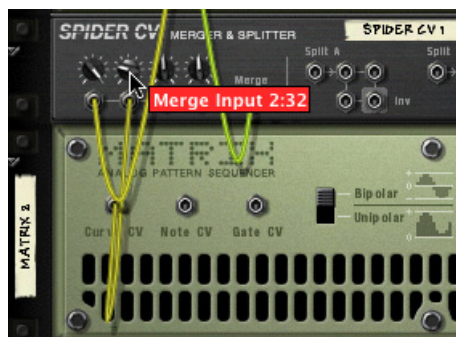 SPIDER CV MERGER & SPLITTER
SPIDER CV 1
Split A
Split
Merge
Inv
Merge Input 2:32
MATRIX
ANALOG PATTERN SEQUENCER
Curve CV
Note CV
Gate CV
Bipolar
Unipolar
MATRIX 2